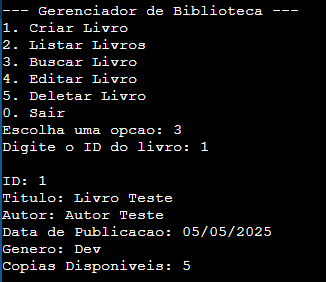 --- Gerenciador de Biblioteca ---
1. Criar Livro
2. Listar Livros
3. Buscar Livro
4. Editar Livro
5. Deletar Livro
0. Sair
Escolha uma opcao: 3
Digite o ID do livro: 1
ID: 1
Titulo: Livro Teste
Autor: Autor Teste
Data de Publicacao: 05/05/2025
Genero: Dev
Copias Disponiveis: 5